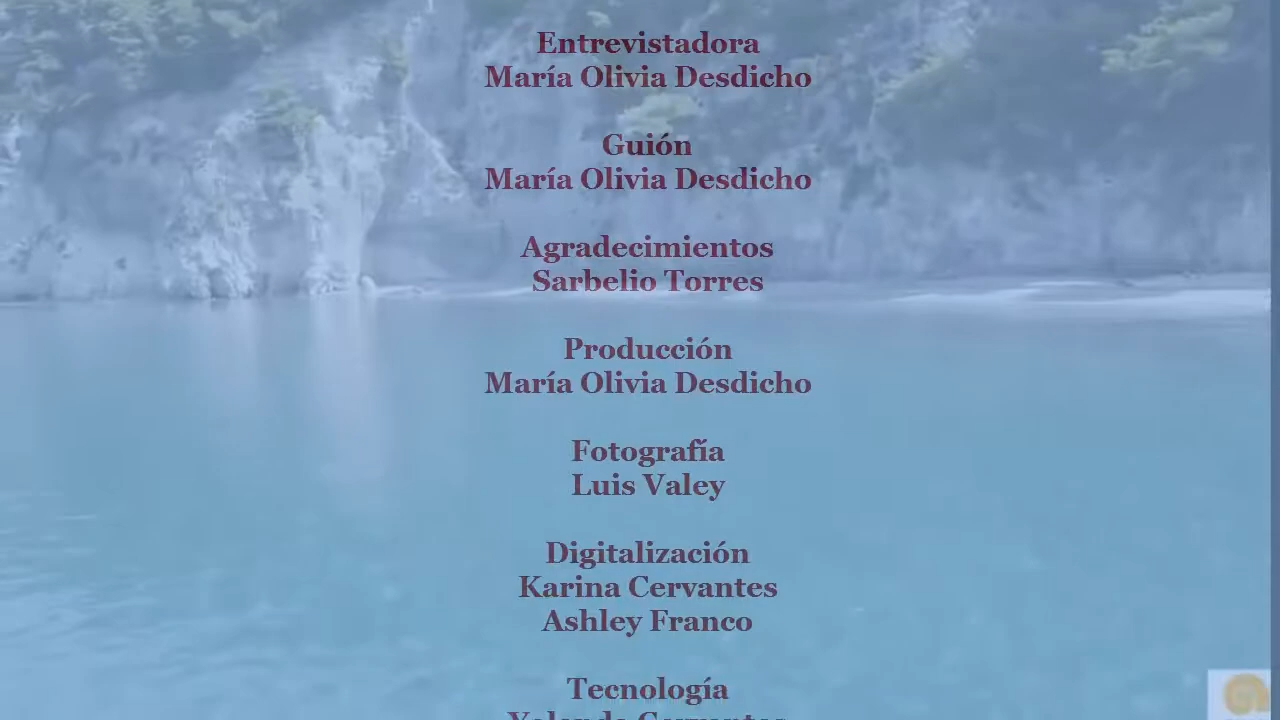 Entrevistadora
María Olivia Desdicho
Guión
María Olivia Desdicho
Agradecimientos
Sarbelio Torres
Producción
María Olivia Desdicho
Fotografía
Luis Valey
Digitalización
Karina Cervantes
Ashley Franco
Tecnología